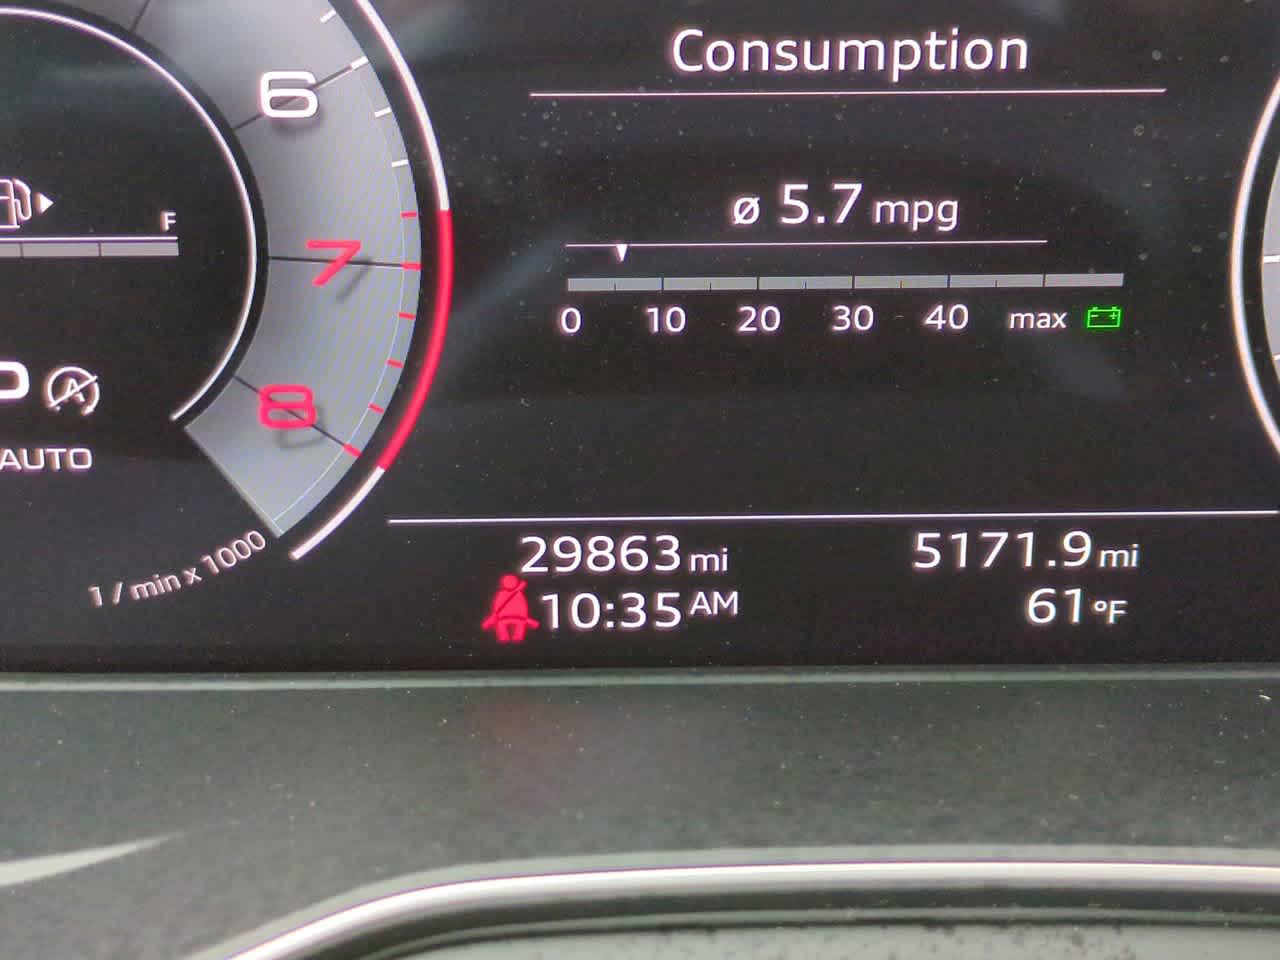 Consumption
6
ø 5.7 mpg
F
7
0 10 20 30 40 max
A
8
AUTO
1 / min x 1000
29863 mi 5171.9 mi
10:35 AM 61 °F